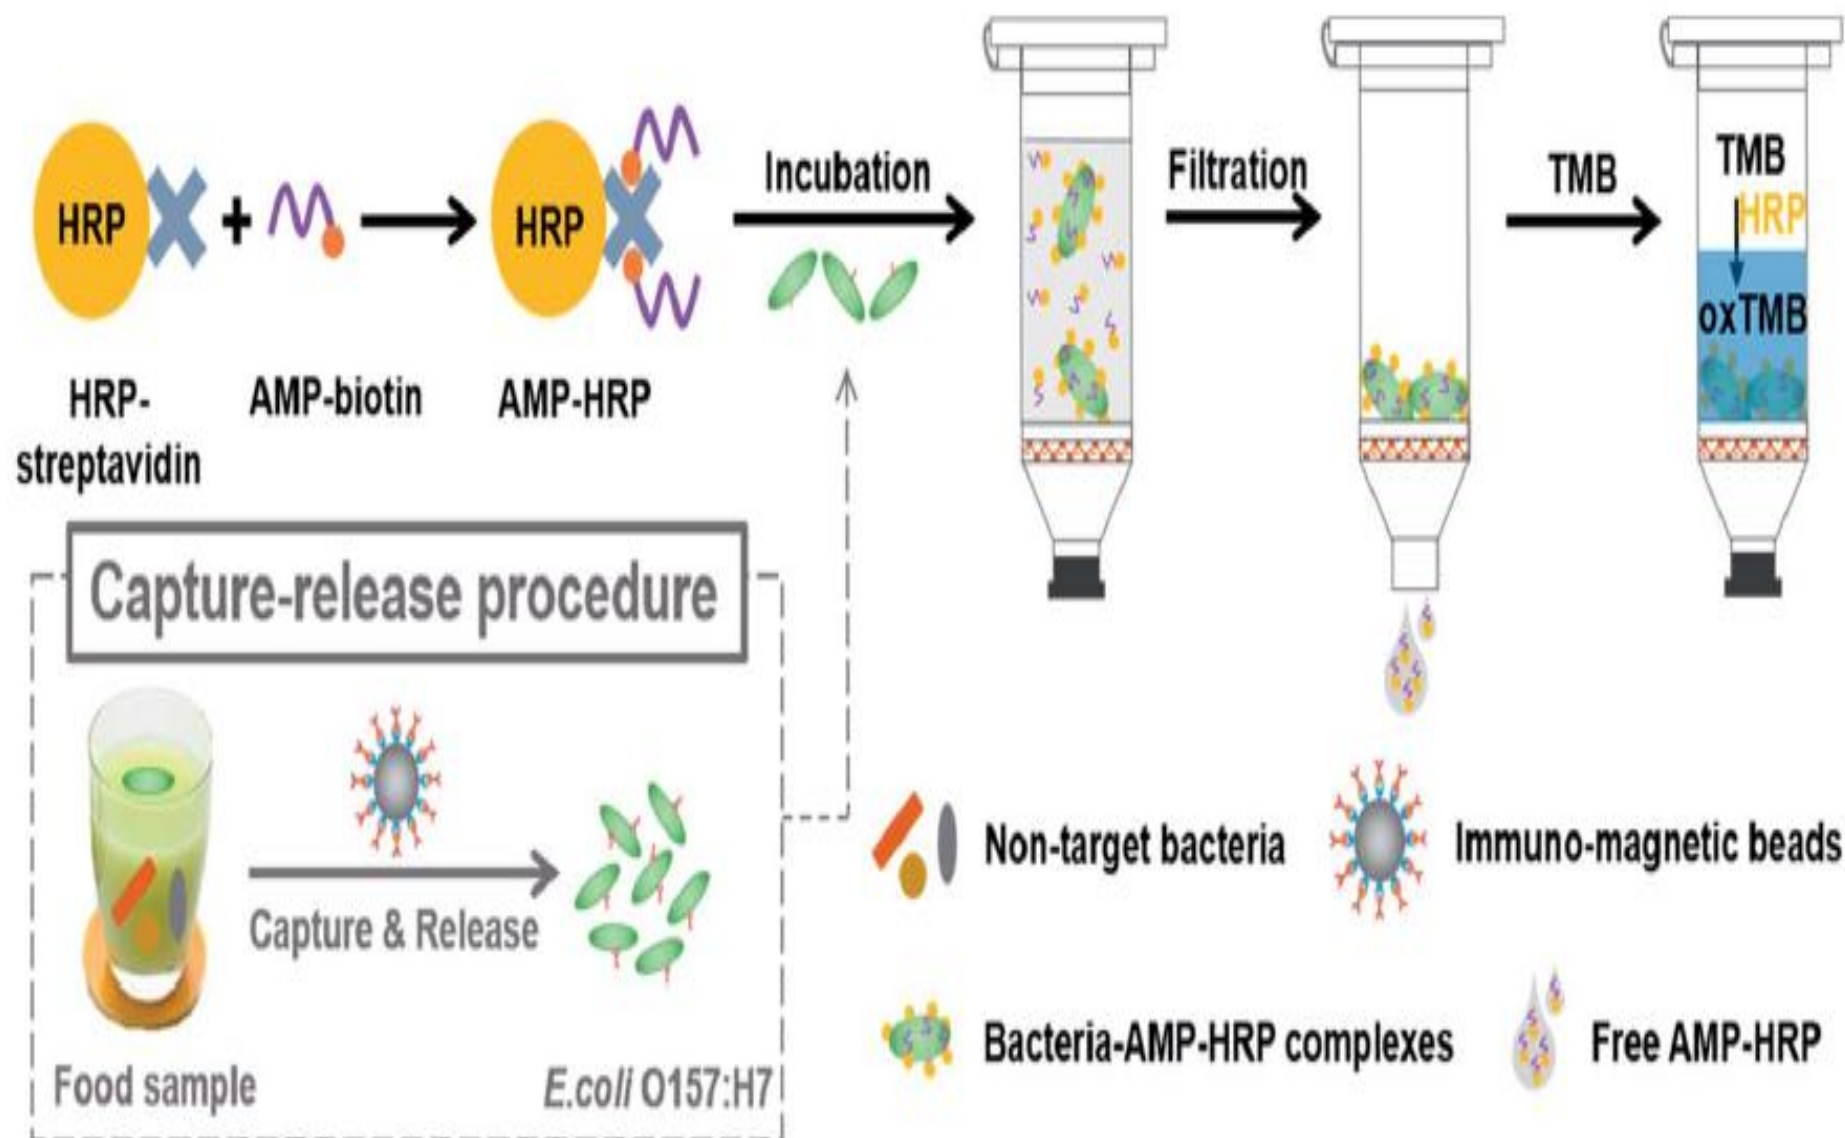 HRP
HRP
HRP-
streptavidin
AMP-biotin
AMP-HRP
Incubation
Filtration
TMB
TMB
HRP
oxTMB
Capture-release procedure
Capture & Release
Food sample
E.coli O157:H7
Non-target bacteria
Immuno-magnetic beads
Bacteria-AMP-HRP complexes
Free AMP-HRP